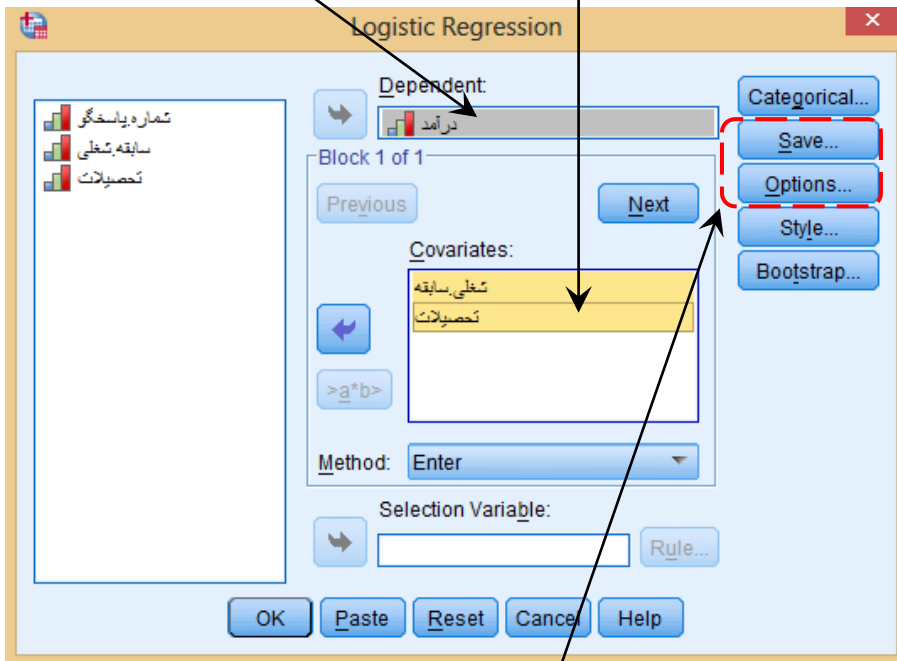 Logistic Regression
شماره.پاسخگر
سابقه.شغلی
تحصیلات
Dependent:
درآمد
Block 1 of 1
Previous
Next
Covariates:
شغلی.سابقه
تحصیلات
>a*b>
Method:
Enter
Selection Variable:
Rule...
Categorical...
Save...
Options...
Style...
Bootstrap...
OK
Paste
Reset
Cancel
Help